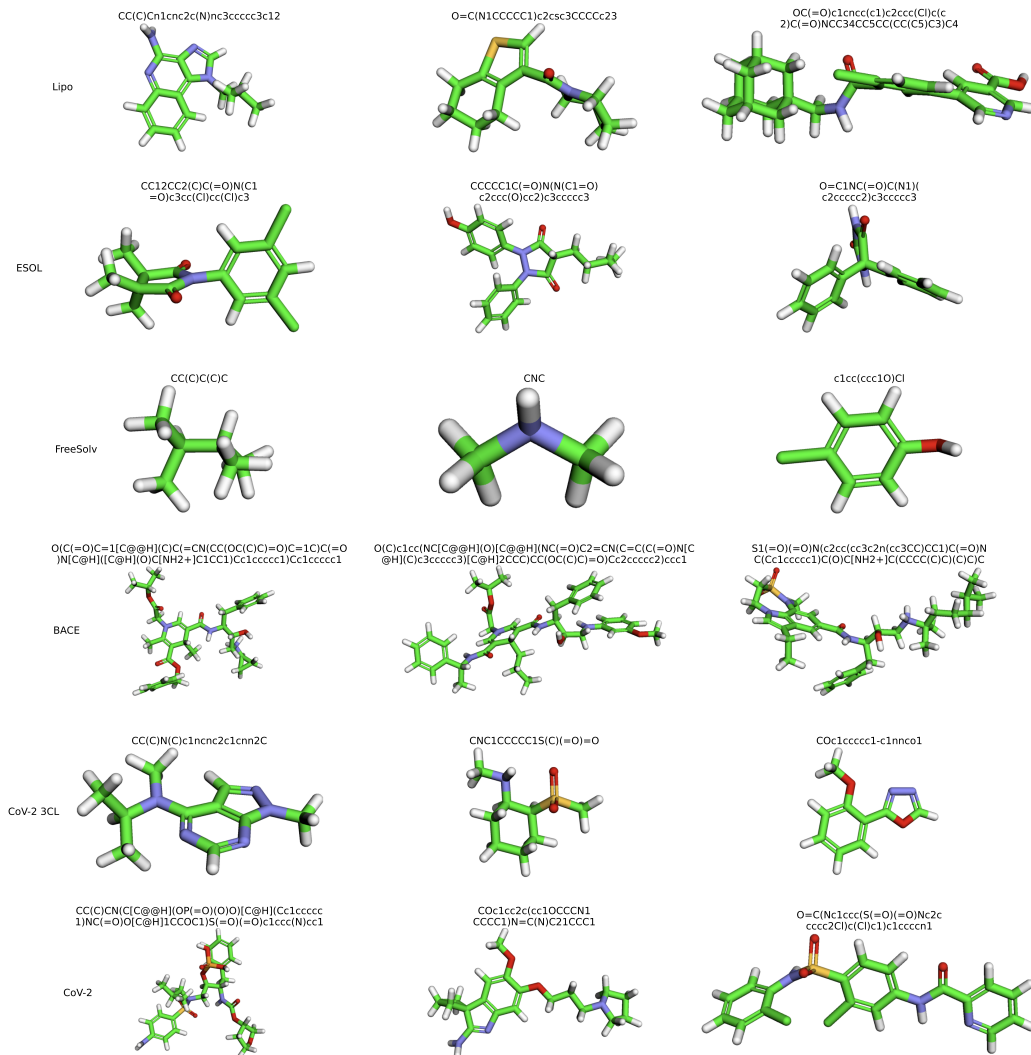 CC(C)Cn1cnc2c(N)nc3ccccc3c12
O=C(N1CCCCC1)c2csc3CCCCc23
OC(=O)c1cncc(c1)c2ccc(Cl)c(c
2)C(=O)NCC34CC5CC(CC(C5)C3)C4
Lipo
CC12CC2(C)C(=O)N(C1
=O)c3cc(Cl)cc(Cl)c3
CCCCC1C(=O)N(N(C1=O)
c2ccc(O)cc2)c3ccccc3
O=C1NC(=O)C(N1)(
c2ccccc2)c3ccccc3
ESOL
CC(C)C(C)C
CNC
c1cc(ccc1O)Cl
FreeSolv
O(C(=O)C=1[C@@H](C)C(=CN(CC(OC(C)C)=O)C=1C)C(=O
)N[C@H]([C@H](O)C[NH2+]C1CC1)Cc1ccccc1)Cc1ccccc1
O(C)c1cc(NC[C@@H](O)[C@@H](NC(=O)C2=CN(C=C(C(=O)N[C
@H](C)c3ccccc3)[C@H]2CCC)CC(OC(C)C)=O)Cc2ccccc2)ccc1
S1(=O)(=O)N(c2cc(cc3c2n(cc3CC)CC1)C(=O)N
C(Cc1ccccc1)C(O)C[NH2+]C(CCCC(C)C)(C)C)C
BACE
CC(C)N(C)c1ncnc2c1cnn2C
CNC1CCCCC1S(C)(=O)=O
COc1ccccc1-c1nnco1
CoV-2 3CL
CC(C)CN(C[C@@H](OP(=O)(O)O)[C@H](Cc1ccccc
1)NC(=O)O[C@H]1CCOC1)S(=O)(=O)c1ccc(N)cc1
COc1cc2c(cc1OCCCN1
CCCC1)N=C(N)C21CCC1
O=C(Nc1ccc(S(=O)(=O)Nc2c
cccc2Cl)c(Cl)c1)c1ccccn1
CoV-2